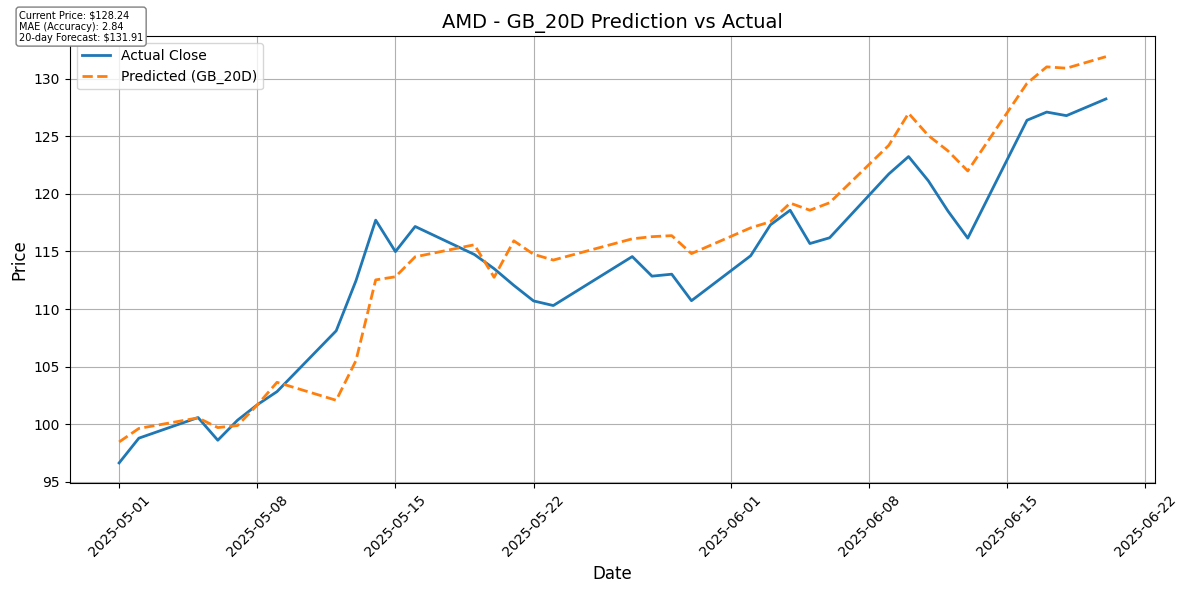 AMD - GB_20D Prediction vs Actual
Current Price: $128.24
MAE (Accuracy): 2.84
20-day Forecast: $131.91
Actual Close
Predicted (GB_20D)
Price
130
125
120
115
110
105
100
95
2025-05-01
2025-05-08
2025-05-15
2025-05-22
2025-06-01
2025-06-08
2025-06-15
2025-06-22
Date